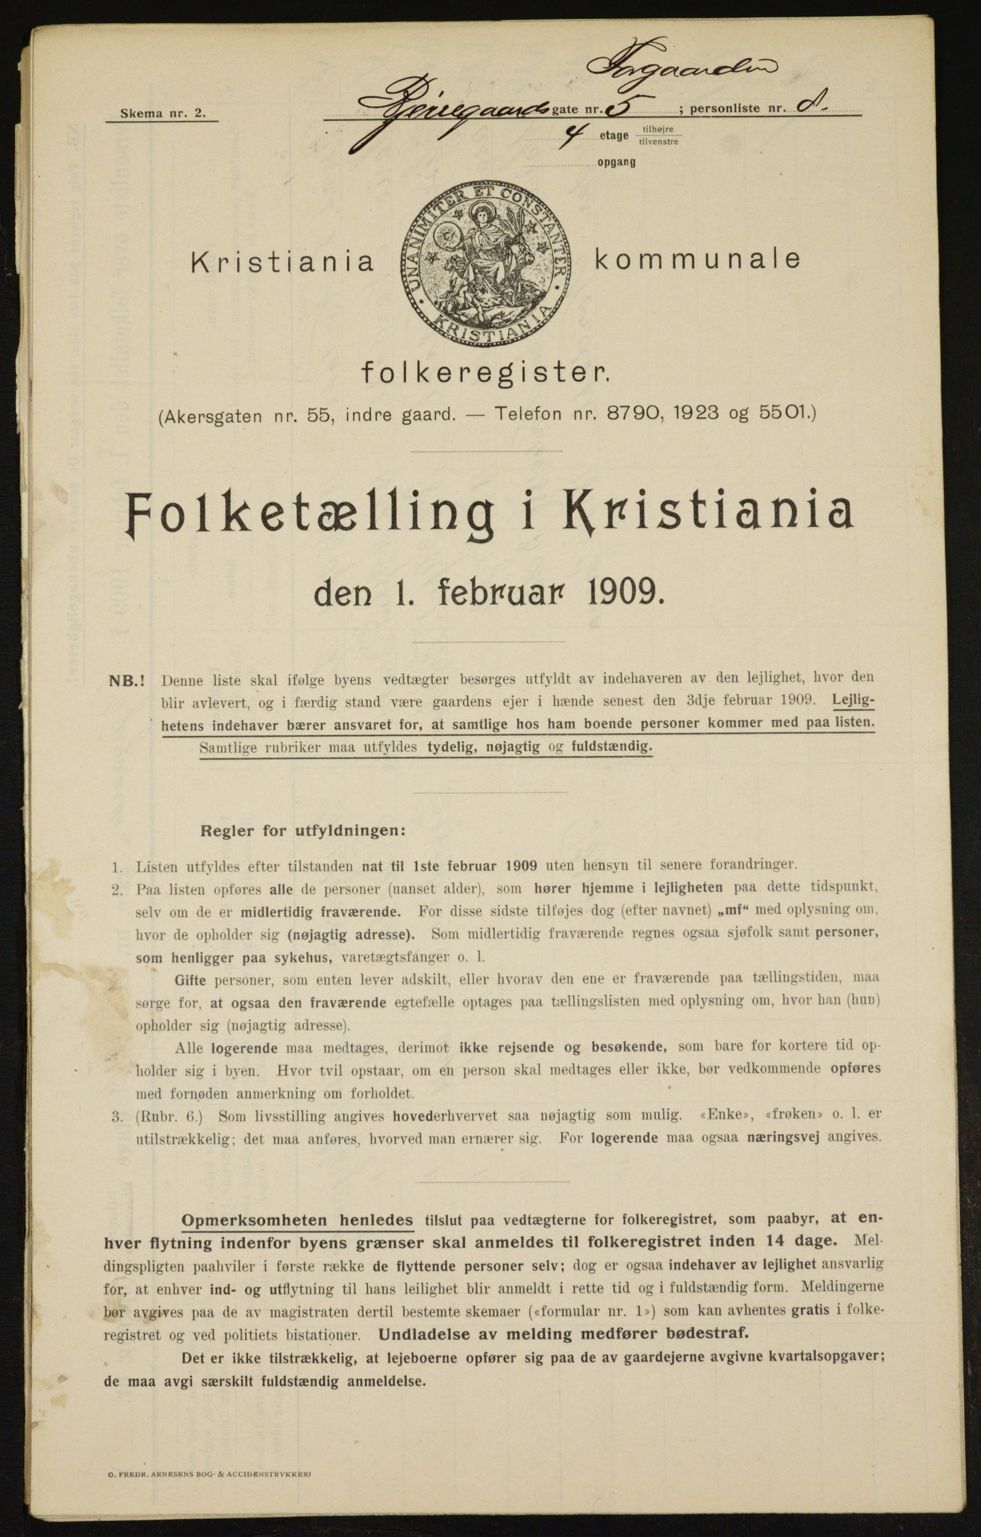 Forgaarden
Skema nr. 2.
Bjerregaards gate nr. 5 ; personliste nr. 8.
4 etage tilhøjre
tilvenstre
opgang
UNANIMITER ET CONSTANTER
KRISTIANIA
Kristiania kommunale
folkeregister.
(Akersgaten nr. 55, indre gaard. — Telefon nr. 8790, 1923 og 5501.)
Folketælling i Kristiania
den 1. februar 1909.
NB.! Denne liste skal ifølge byens vedtægter besørges utfyldt av indehaveren av den lejlighet, hvor den
blir avlevert, og i færdig stand være gaardens ejer i hænde senest den 3dje februar 1909. Lejlig-
hetens indehaver bærer ansvaret for, at samtlige hos ham boende personer kommer med paa listen.
Samtlige rubriker maa utfyldes tydelig, nøjagtig og fuldstændig.
Regler for utfyldningen:
1. Listen utfyldes efter tilstanden nat til 1ste februar 1909 uten hensyn til senere forandringer.
2. Paa listen opføres alle de personer (uanset alder), som hører hjemme i lejligheten paa dette tidspunkt,
selv om de er midlertidig fraværende. For disse sidste tilføjes dog (efter navnet) „mf“ med oplysning om,
hvor de opholder sig (nøjagtig adresse). Som midlertidig fraværende regnes ogsaa sjøfolk samt personer,
som henligger paa sykehus, varetægtsfanger o. l.
Gifte personer, som enten lever adskilt, eller hvorav den ene er fraværende paa tællingstiden, maa
sørge for, at ogsaa den fraværende egtefælle optages paa tællingslisten med oplysning om, hvor han (hun)
opholder sig (nøjagtig adresse).
Alle logerende maa medtages, derimot ikke rejsende og besøkende, som bare for kortere tid op-
holder sig i byen. Hvor tvil opstaar, om en person skal medtages eller ikke, bør vedkommende opføres
med fornøden anmerkning om forholdet.
3. (Rubr. 6.) Som livsstilling angives hovederhvervet saa nøjagtig som mulig. «Enke», «frøken» o. l. er
utilstrækkelig; det maa anføres, hvorved man ernærer sig. For logerende maa ogsaa næringsvej angives.
Opmerksomheten henledes tilslut paa vedtægterne for folkeregistret, som paabyr, at en-
hver flytning indenfor byens grænser skal anmeldes til folkeregistret inden 14 dage. Mel-
dingspligten paahviler i første række de flyttende personer selv; dog er ogsaa indehaver av lejlighet ansvarlig
for, at enhver ind- og utflytning til hans leilighet blir anmeldt i rette tid og i fuldstændig form. Meldingerne
bør avgives paa de av magistraten dertil bestemte skemaer («formular nr. 1») som kan avhentes gratis i folke-
registret og ved politiets bistationer. Undladelse av melding medfører bødestraf.
Det er ikke tilstrækkelig, at lejeboerne opfører sig paa de av gaardejerne avgivne kvartalsopgaver;
de maa avgi særskilt fuldstændig anmeldelse.
O. FREDR. ARNESENS BOG- & ACCIDENSTRYKKERI